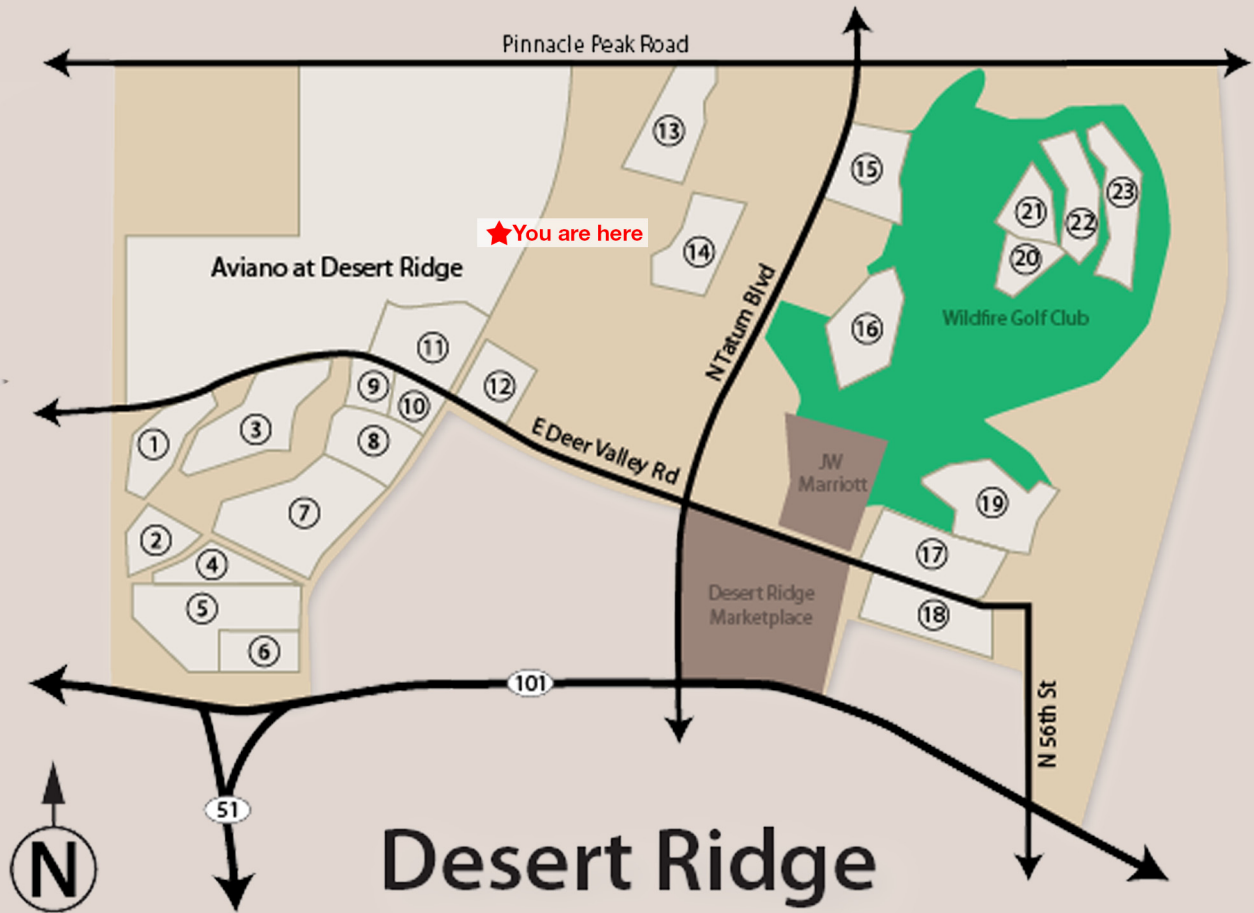 Pinnacle Peak Road
13
15
23
21
22
You are here
14
20
Aviano at Desert Ridge
N Tatum Blvd
16
Wildfire Golf Club
11
9
12
10
3
1
8
E Deer Valley Rd
JW
Marriott
19
7
2
17
4
5
Desert Ridge
Marketplace
18
6
101
N 56th St
51
N
Desert Ridge